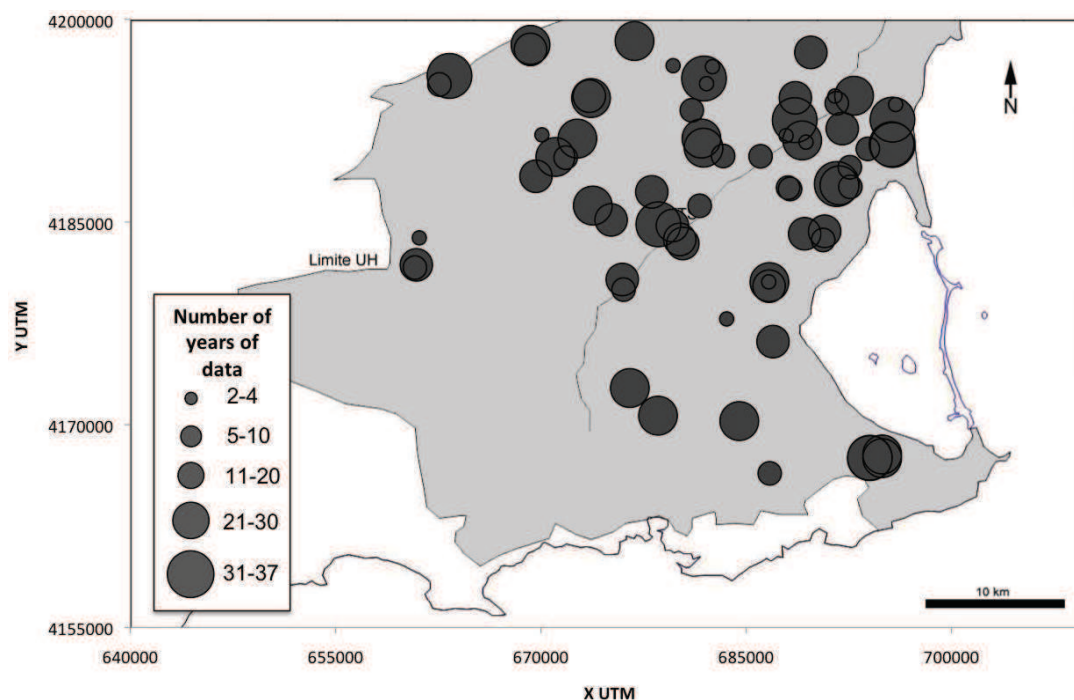 4200000
N
4185000
Limite UH
Number of
years of
data
2-4
5-10
11-20
21-30
31-37
Y UTM
4170000
10 km
4155000
640000
655000
670000
685000
700000
X UTM